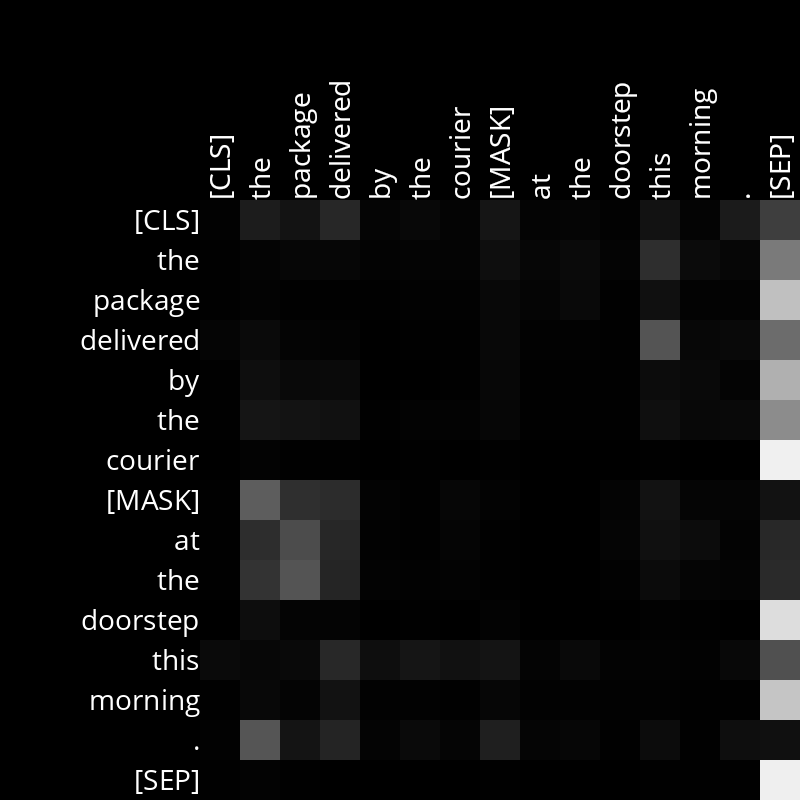 [CLS] the package delivered by the courier [MASK] at the doorstep this morning . [SEP]
[CLS]
the
package
delivered
by
the
courier
[MASK]
at
the
doorstep
this
morning
.
[SEP]